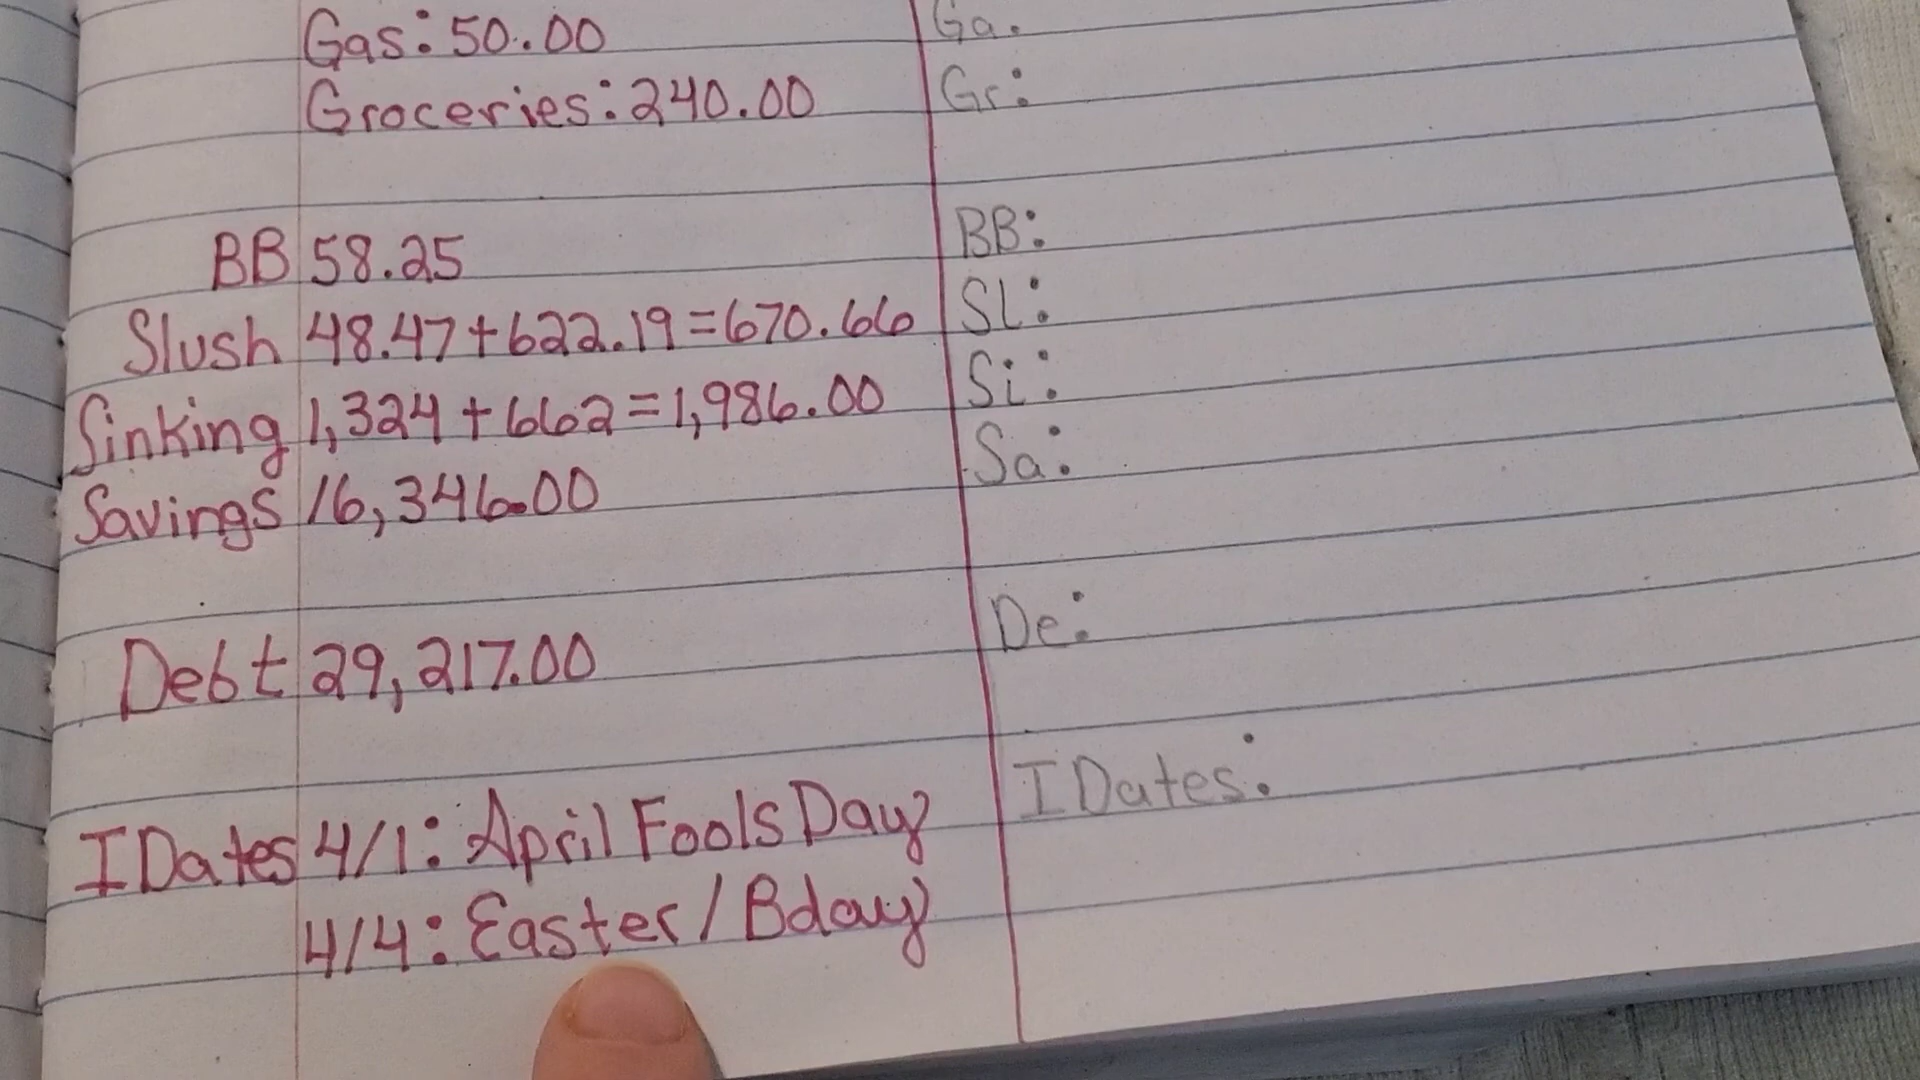 Gas: 50.00
Groceries: 240.00
BB 58.25
Slush 48.47+622.19=670.66
Sinking 1,324+662=1,986.00
Savings 16,346.00
Debt 29,217.00
IDates 4/1: April Fools Day
4/4: Easter/Bday
Ga:
Gr:
BB:
Sl:
Si:
Sa:
De:
IDates: